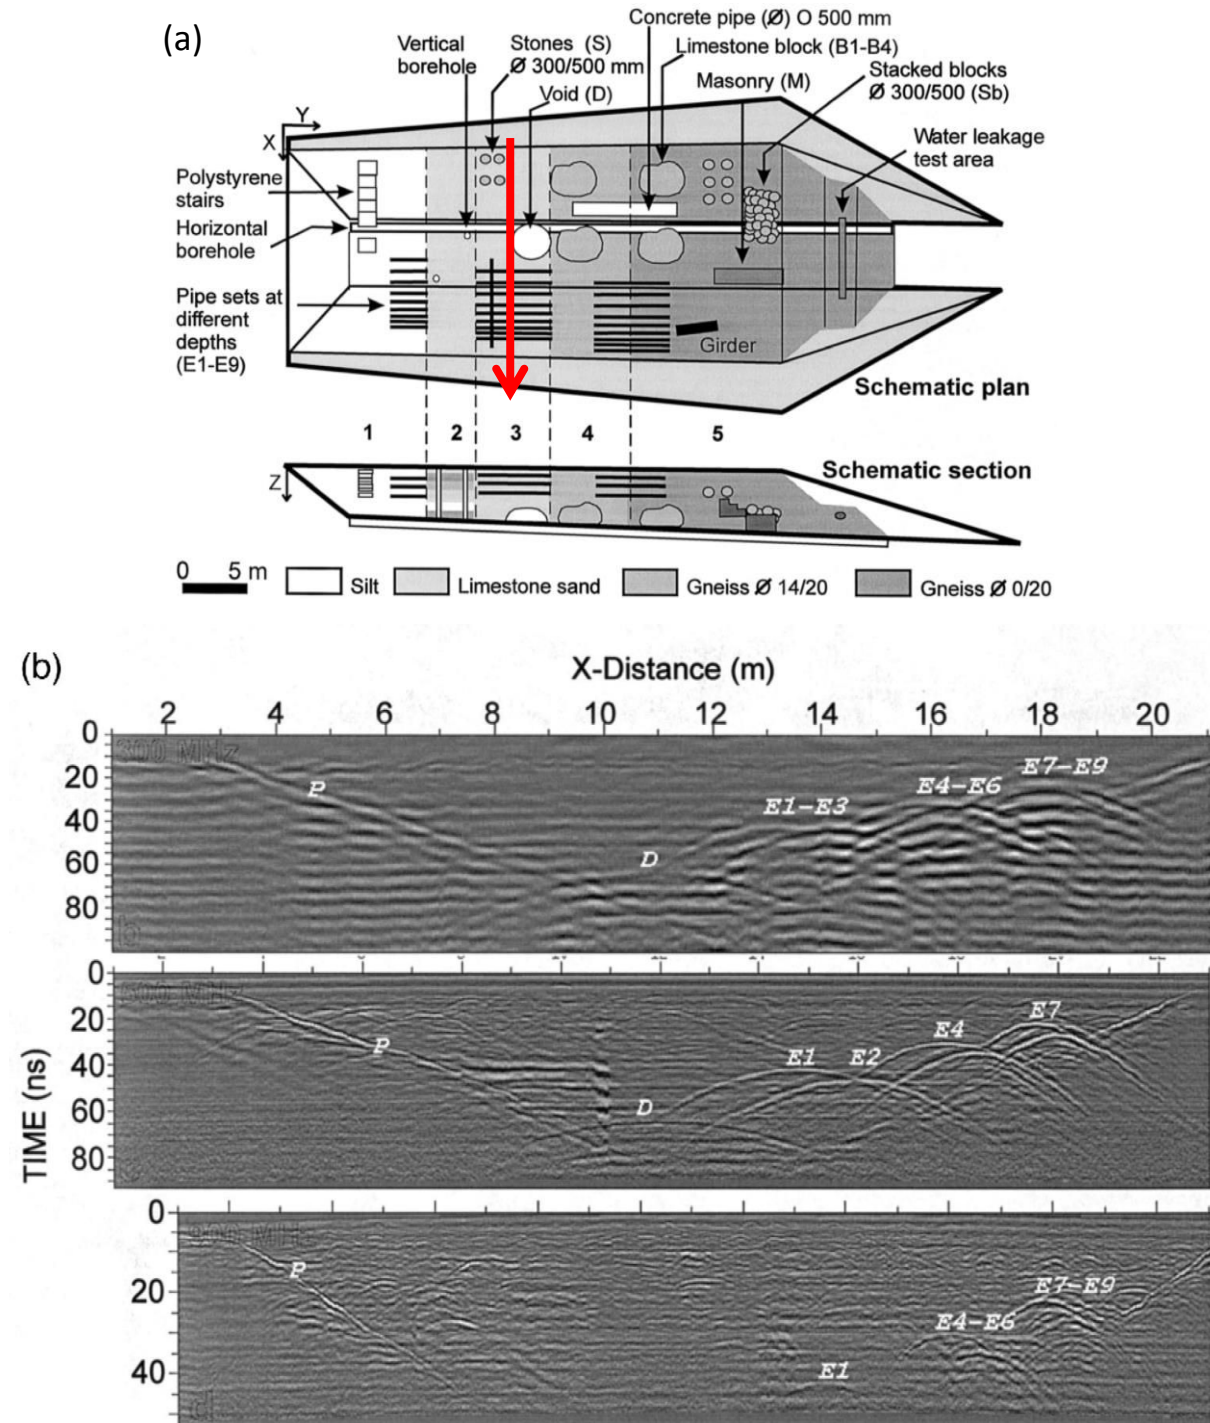 (a)
Concrete pipe (Ø) O 500 mm
Vertical
borehole
Stones (S)
Ø 300/500 mm
Limestone block (B1-B4)
Void (D)
Masonry (M)
Stacked blocks
Ø 300/500 (Sb)
Y
X
Water leakage
test area
Polystyrene
stairs
Horizontal
borehole
Pipe sets at
different
depths
(E1-E9)
Girder
Schematic plan
1 2 3 4 5
Schematic section
Z
0 5 m
Silt
Limestone sand
Gneiss Ø 14/20
Gneiss Ø 0/20
(b)
X-Distance (m)
2 4 6 8 10 12 14 16 18 20
0
300 MHz
20
40
60
80
P
D
E1-E3
E4-E6
E7-E9
b
TIME (ns)
0
20
40
60
80
P
D
E1
E2
E4
E7
0
900 MHz
20
40
P
E1
E4-E6
E7-E9
d